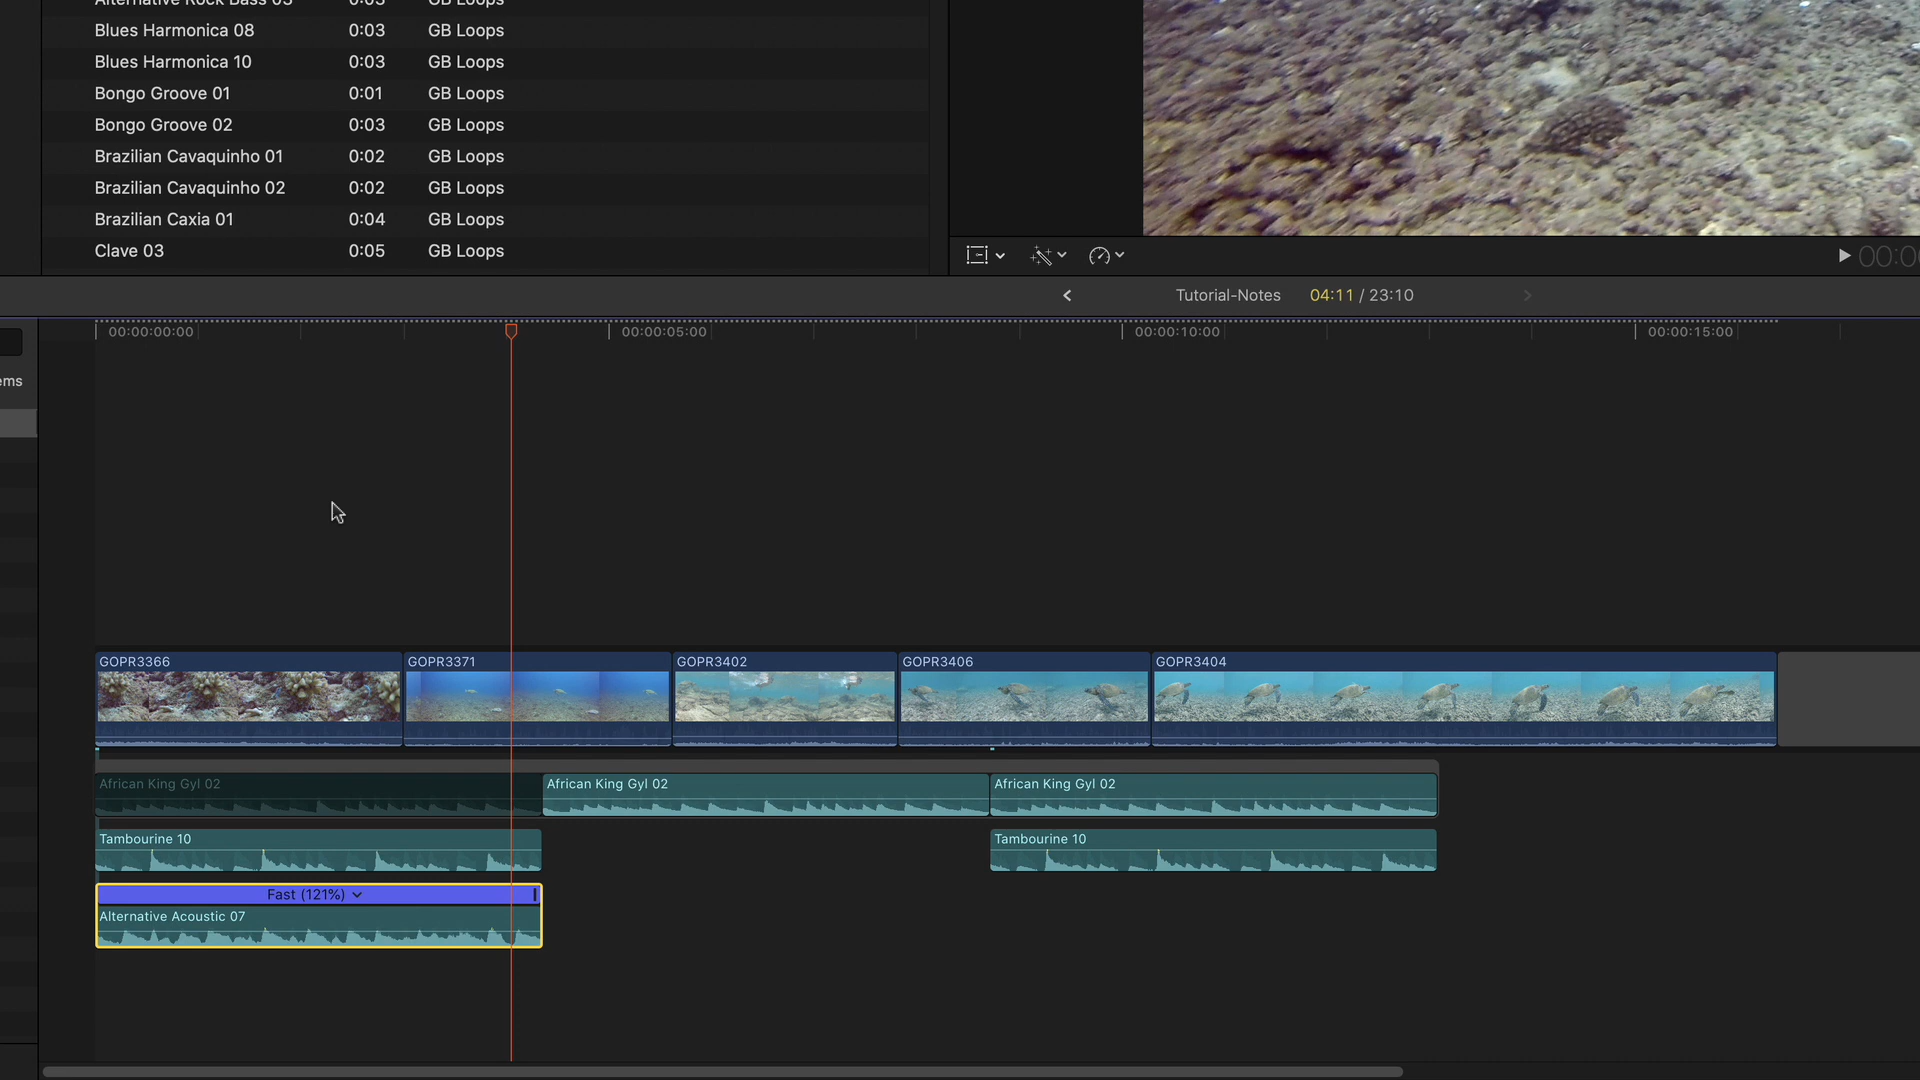 Alternative Rock Bass 03 0:03 GB Loops
Blues Harmonica 08 0:03 GB Loops
Blues Harmonica 10 0:03 GB Loops
Bongo Groove 01 0:01 GB Loops
Bongo Groove 02 0:03 GB Loops
Brazilian Cavaquinho 01 0:02 GB Loops
Brazilian Cavaquinho 02 0:02 GB Loops
Brazilian Caxia 01 0:04 GB Loops
Clave 03 0:05 GB Loops
00:0
Tutorial-Notes 04:11 / 23:10
00:00:00:00 00:00:05:00 00:00:10:00 00:00:15:00
ems
GOPR3366 GOPR3371 GOPR3402 GOPR3406 GOPR3404
African King Gyl 02 African King Gyl 02 African King Gyl 02
Tambourine 10 Tambourine 10
Fast (121%)
Alternative Acoustic 07